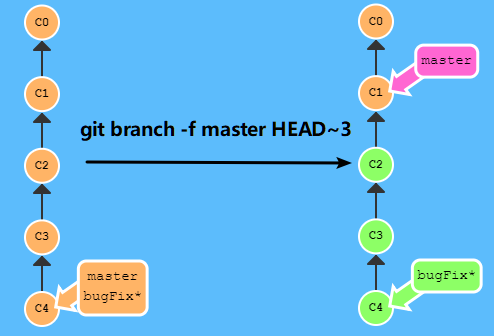 C0
C1
C2
C3
C4
master
bugFix*
git branch -f master HEAD~3
C0
master
C1
C2
C3
bugFix*
C4